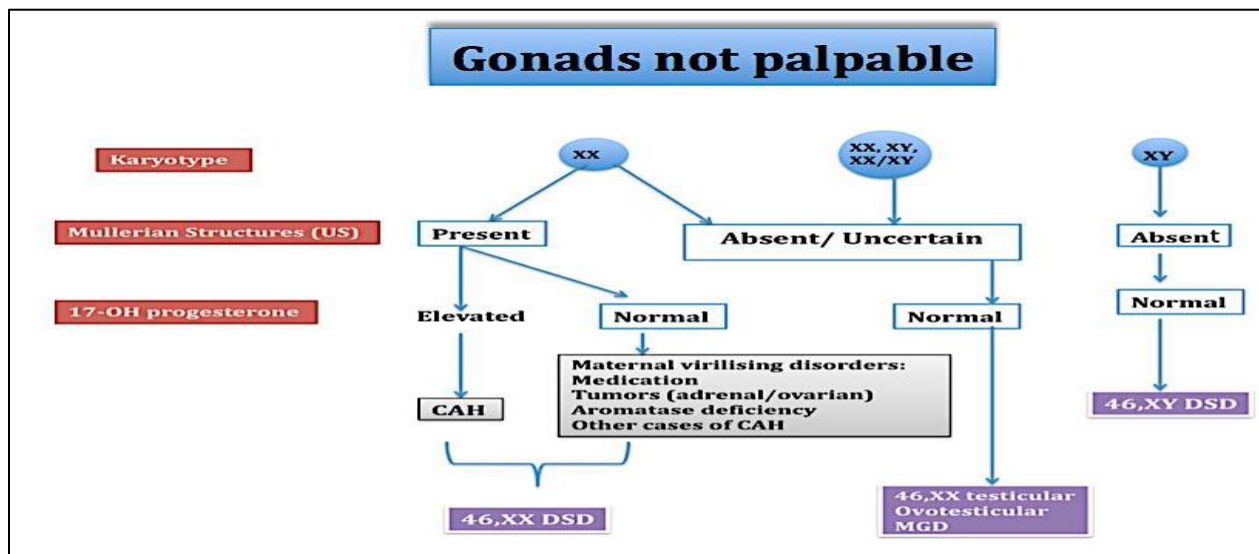 Gonads not palpable
Karyotype
XX
XX, XY,
XX/XY
XY
Mullerian Structures (US)
Present
Absent/ Uncertain
Absent
17-OH progesterone
Elevated
Normal
Normal
Normal
CAH
Maternal virilising disorders:
Medication
Tumors (adrenal/ovarian)
Aromatase deficiency
Other cases of CAH
46,XY DSD
46,XX DSD
46,XX testicular
Ovotesticular
MGD